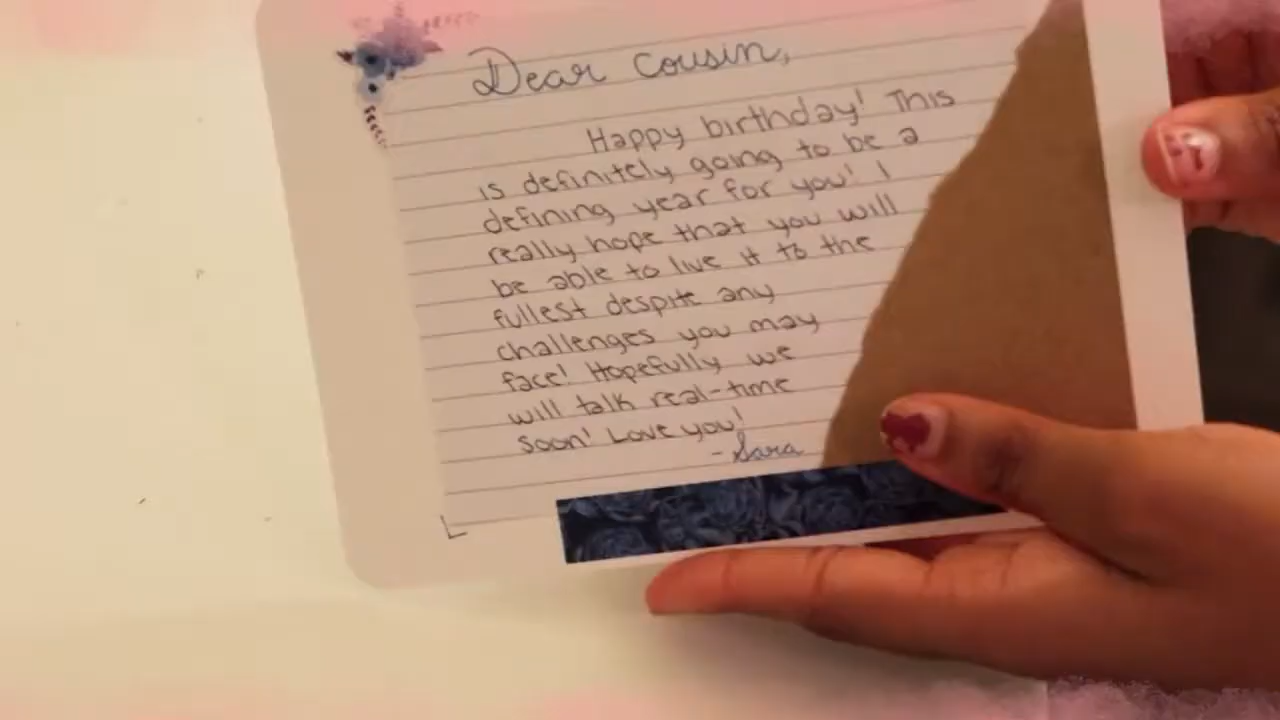 Dear cousin,
Happy birthday! This
is definitely going to be a
defining year for you! I
really hope that you will
be able to live it to the
fullest despite any
challenges you may
face! Hopefully we
will talk real-time
soon! Love you!
- Sara